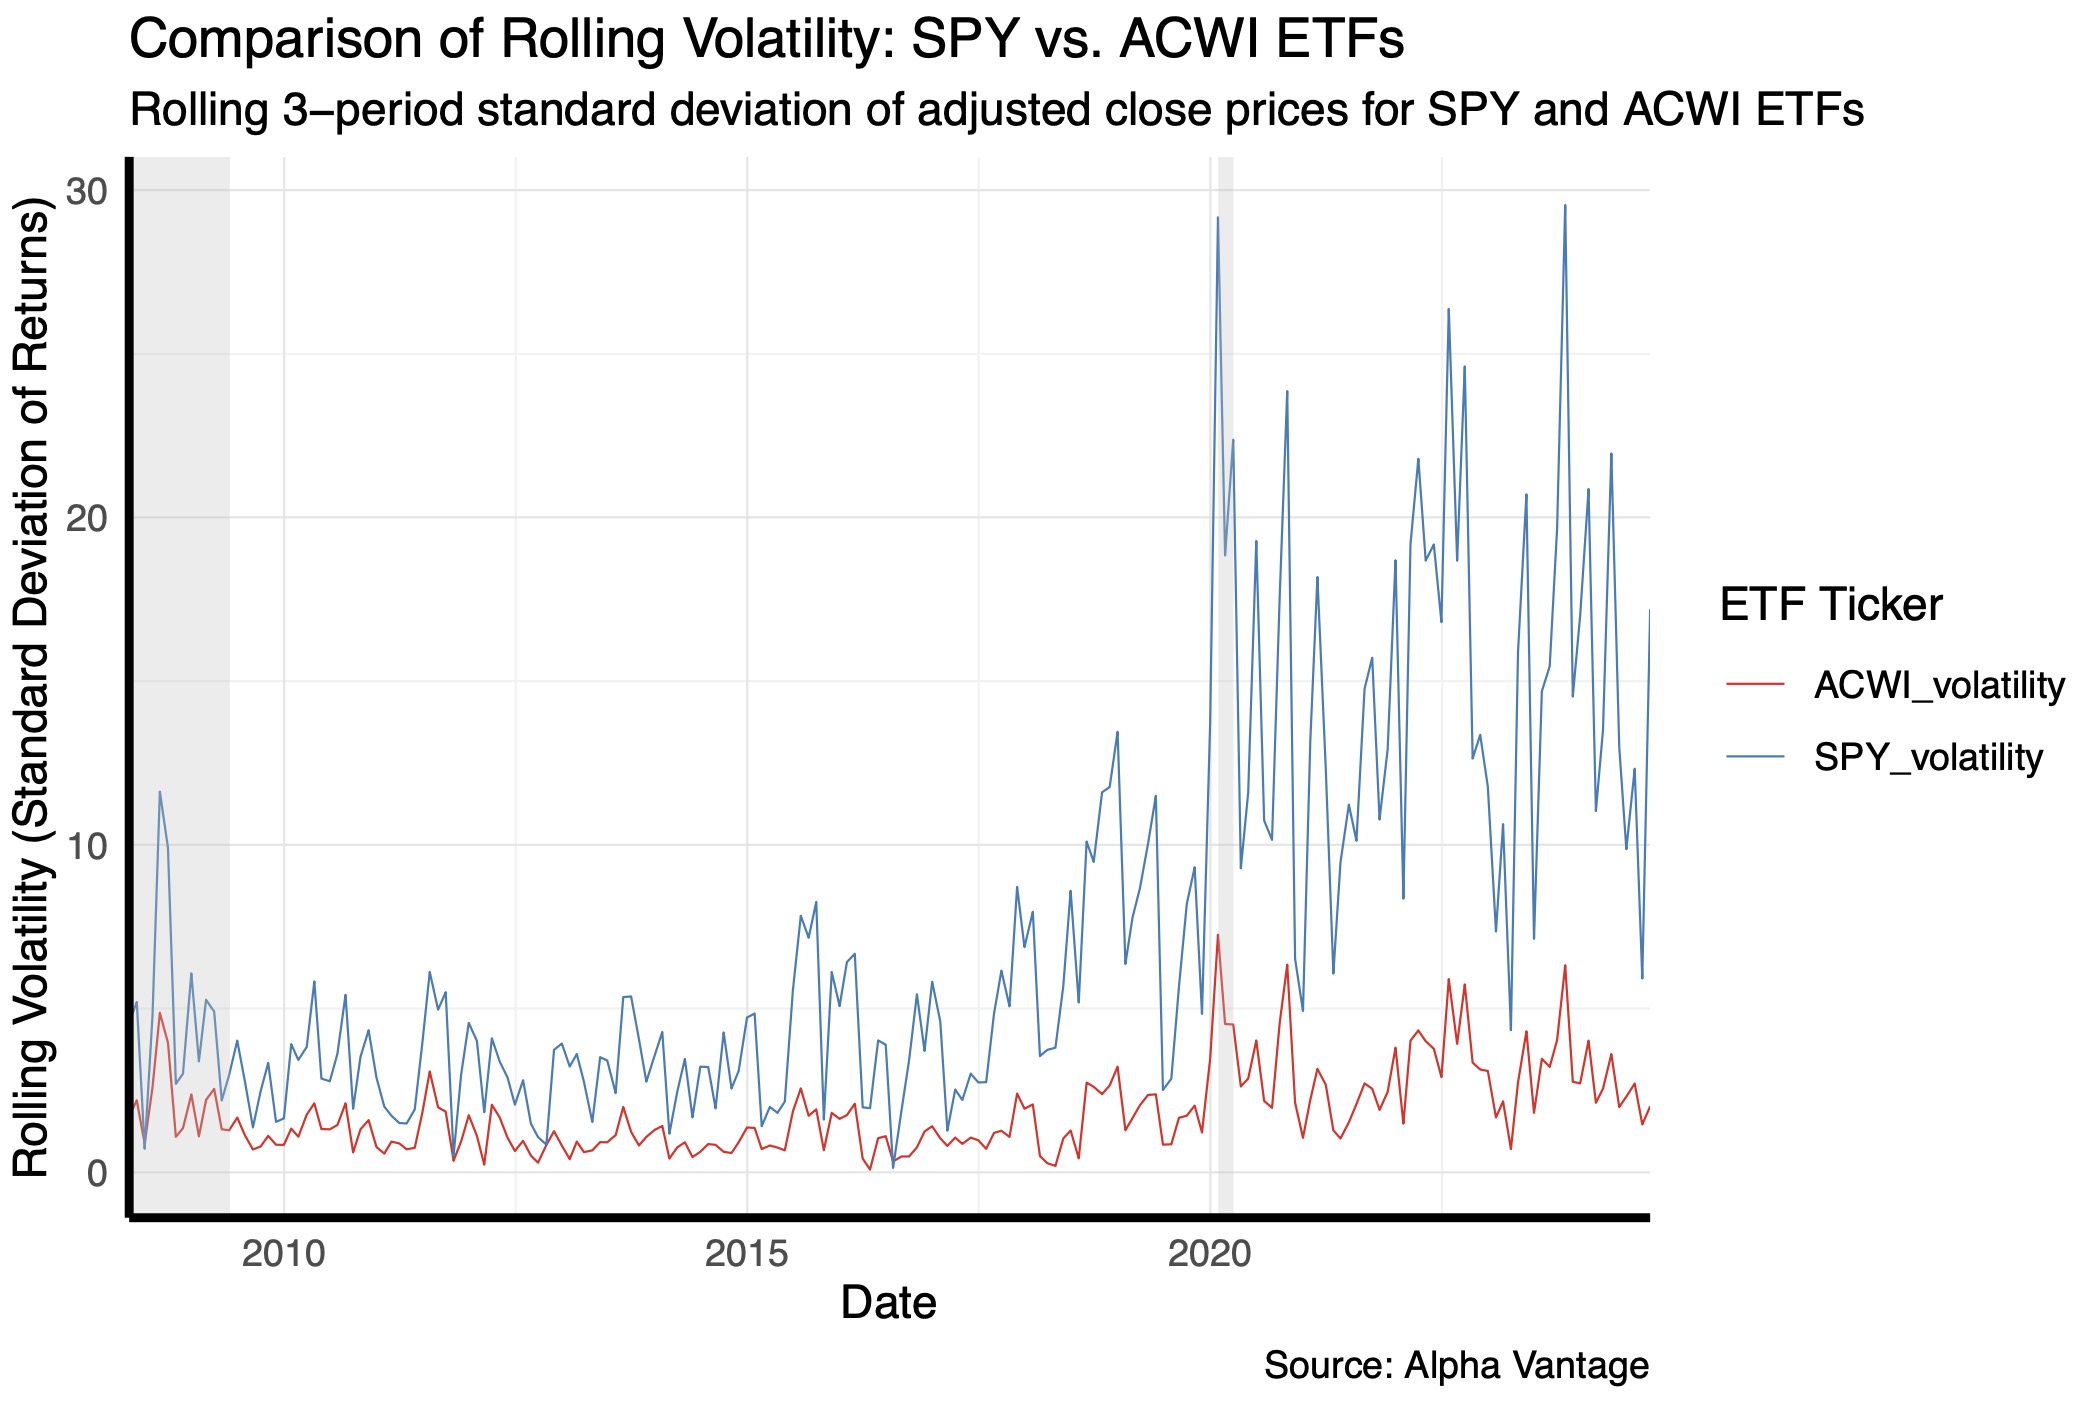 Comparison of Rolling Volatility: SPY vs. ACWI ETFs
Rolling 3−period standard deviation of adjusted close prices for SPY and ACWI ETFs
Rolling Volatility (Standard Deviation of Returns)
30
20
10
0
2010
2015
2020
Date
ETF Ticker
ACWI_volatility
SPY_volatility
Source: Alpha Vantage